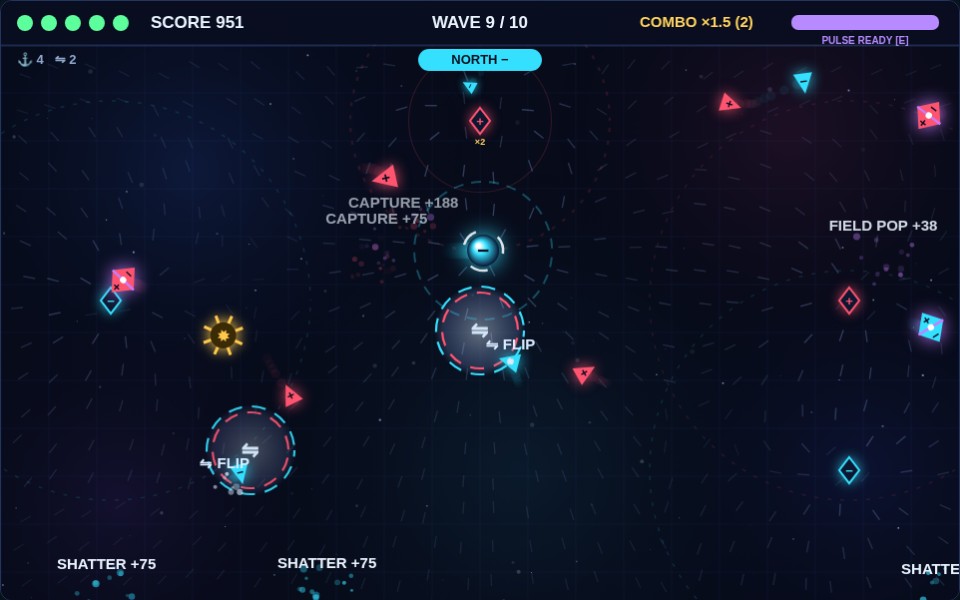 SCORE 951
WAVE 9 / 10
COMBO ×1.5 (2)
PULSE READY [E]
⚓ 4 ⇋ 2
NORTH −
×2
CAPTURE +188
CAPTURE +75
FIELD POP +38
⇋ FLIP
⇋ FLIP
SHATTER +75
SHATTER +75
SHATTE